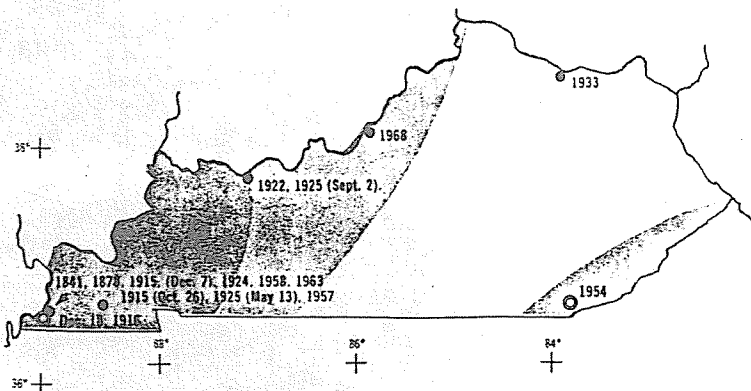 1933
1968
38°
1922, 1925 (Sept. 2).
1841, 1878, 1915, (Dec. 7), 1924, 1958, 1963
1915 (Oct. 26), 1925 (May 13), 1957
1954
Dec. 18, 1916
88°
86°
84°
36°